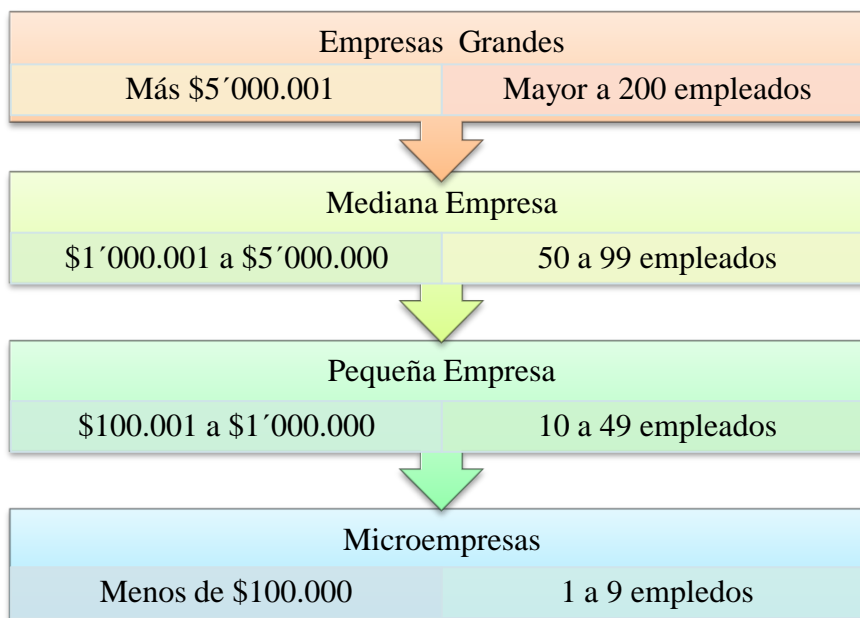 Empresas Grandes
Más $5´000.001
Mayor a 200 empleados
Mediana Empresa
$1´000.001 a $5´000.000
50 a 99 empleados
Pequeña Empresa
$100.001 a $1´000.000
10 a 49 empleados
Microempresas
Menos de $100.000
1 a 9 empledos